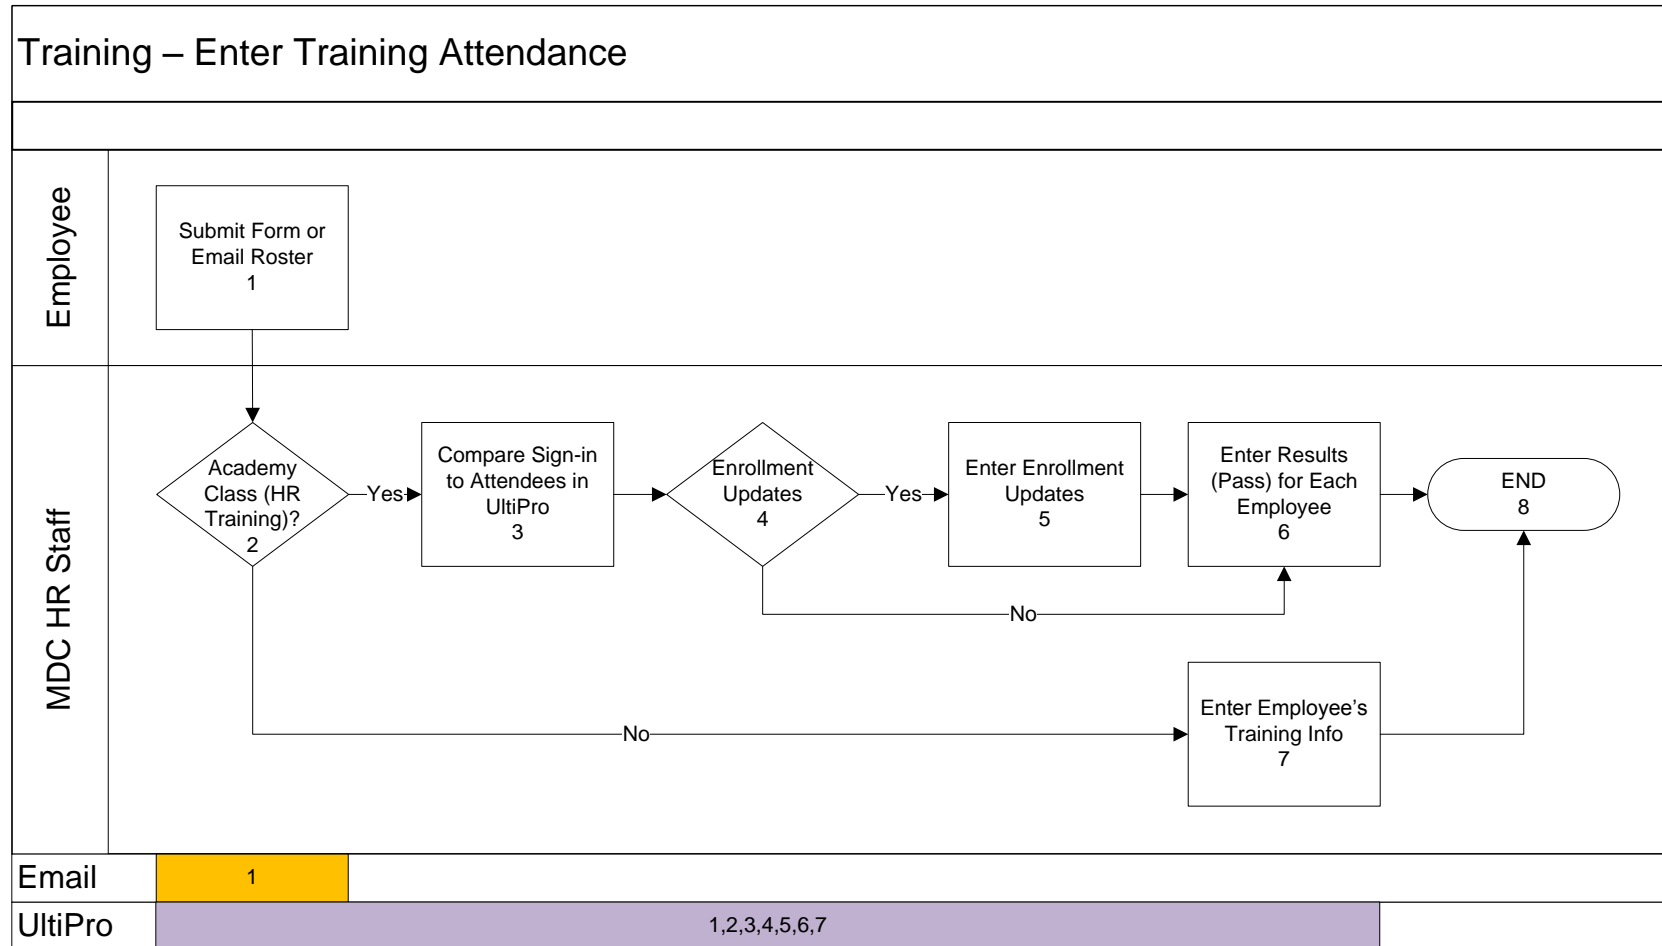 Training – Enter Training Attendance
Employee
Submit Form or
Email Roster
1
MDC HR Staff
Academy
Class (HR
Training)?
2
Yes
Compare Sign-in
to Attendees in
UltiPro
3
Enrollment
Updates
4
Yes
Enter Enrollment
Updates
5
Enter Results
(Pass) for Each
Employee
6
END
8
No
No
Enter Employee’s
Training Info
7
Email
1
UltiPro
1,2,3,4,5,6,7